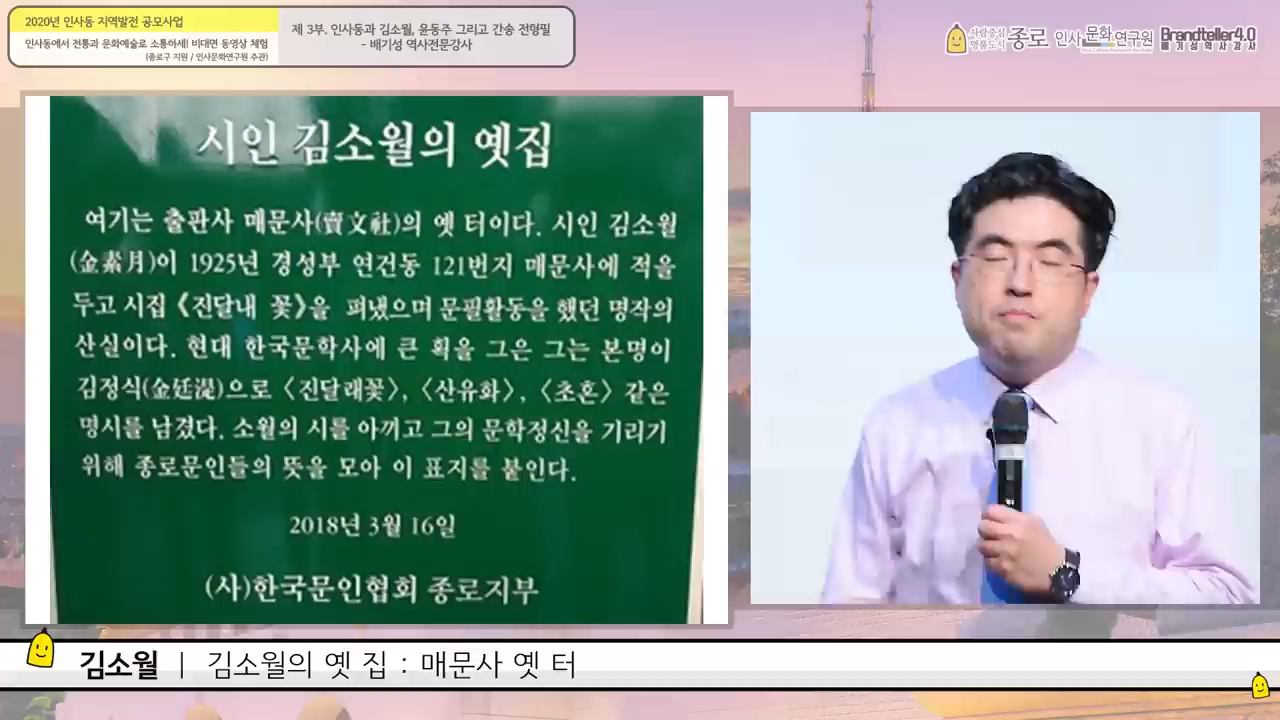 2020년 인사동 지역발전 공모사업
인사동에서 전통과 문화예술로 소통하세! 비대면 동영상 체험
(종로구 지원 / 인사문화연구원 주관)
제 3부. 인사동과 김소월, 윤동주 그리고 간송 전형필
- 배기성 역사전문강사
사람중심 명품도시 종로
인사문화연구원
Brandteller4.0
배기성역사강사
시인 김소월의 옛집
여기는 출판사 매문사(賣文社)의 옛 터이다. 시인 김소월
(金素月)이 1925년 경성부 연건동 121번지 매문사에 적을
두고 시집 《진달내 꽃》을 펴냈으며 문필활동을 했던 명작의
산실이다. 현대 한국문학사에 큰 획을 그은 그는 본명이
김정식(金廷湜)으로 〈진달래꽃〉, 〈산유화〉, 〈초혼〉 같은
명시를 남겼다. 소월의 시를 아끼고 그의 문학정신을 기리기
위해 종로문인들의 뜻을 모아 이 표지를 붙인다.
2018년 3월 16일
(사)한국문인협회 종로지부
김소월 | 김소월의 옛 집 : 매문사 옛 터